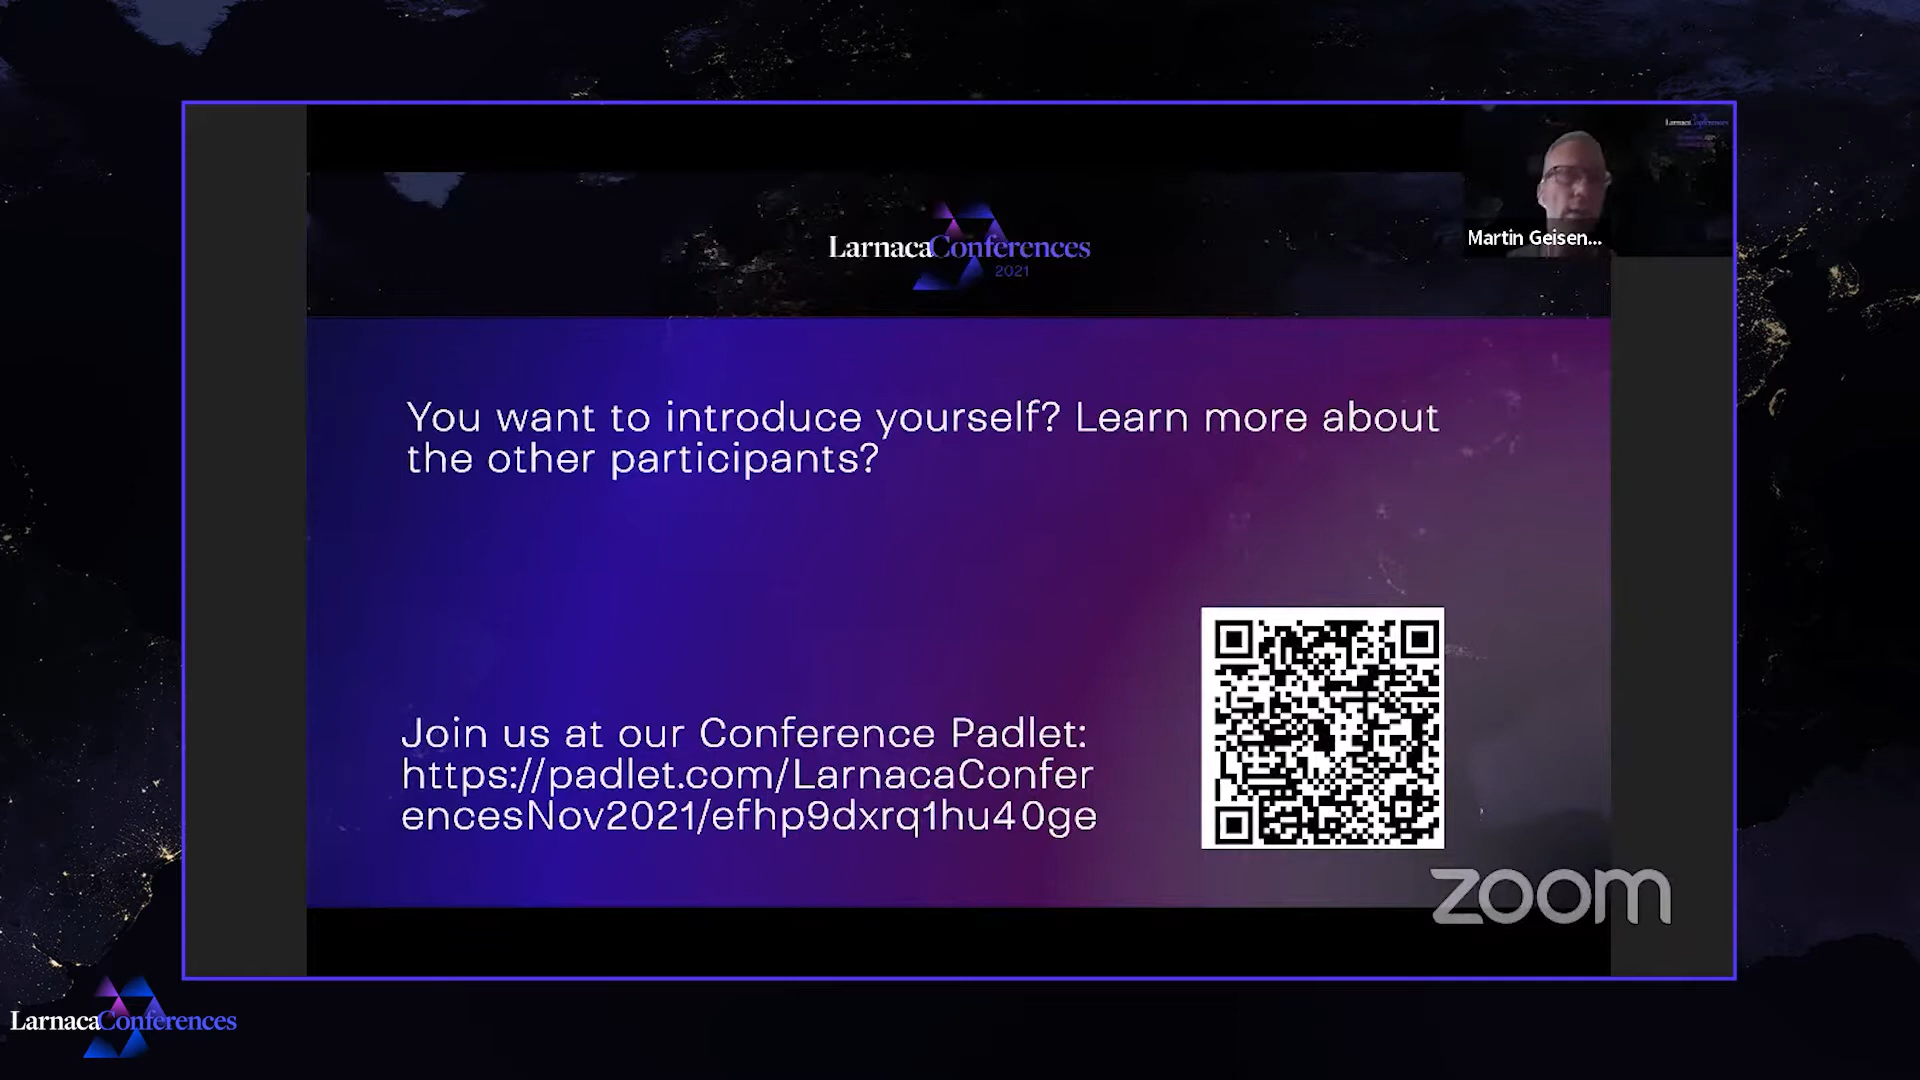 LarnacaConferences
LarnacaConferences
2021
Martin Geisen...
You want to introduce yourself? Learn more about
the other participants?
Join us at our Conference Padlet:
https://padlet.com/LarnacaConfer
encesNov2021/efhp9dxrq1hu40ge
zoom
LarnacaConferences